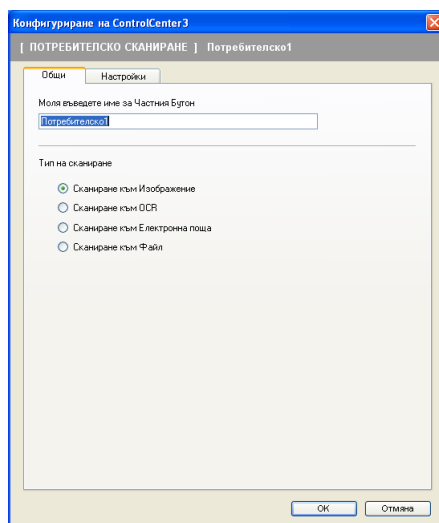 Конфигуриране на ControlCenter3
[ ПОТРЕБИТЕЛСКО СКАНИРАНЕ ] Потребителско1
Общи Настройки
Моля въведете име за Частния Бутон
Потребителско1
Тип на сканиране
Сканиране към Изображение
Сканиране към OCR
Сканиране към Електронна поща
Сканиране към Файл
OK Отмяна